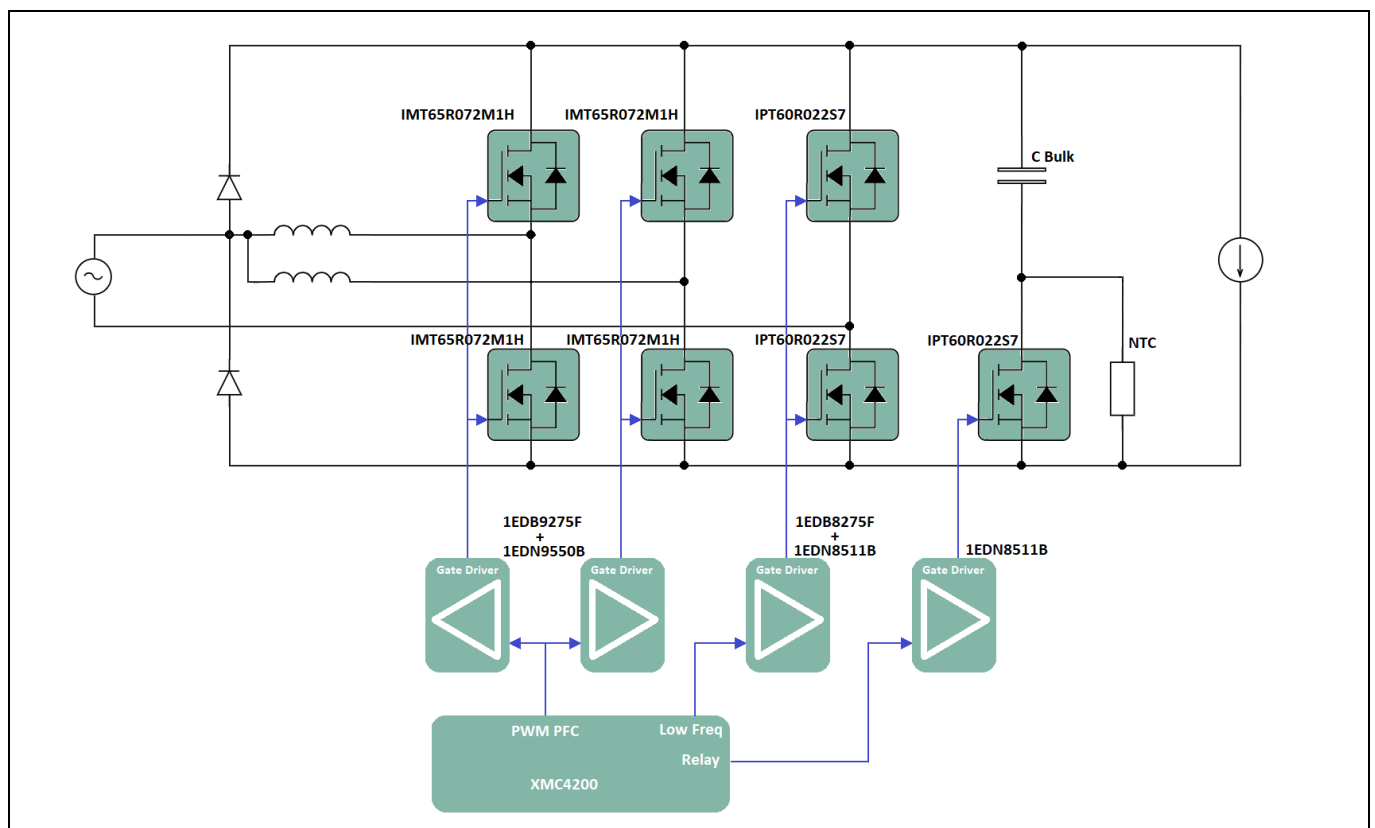 IMT65R072M1H
IMT65R072M1H
IPT60R022S7
C Bulk
IMT65R072M1H
IMT65R072M1H
IPT60R022S7
IPT60R022S7
NTC
1EDB9275F
+
1EDN9550B
1EDB8275F
+
1EDN8511B
1EDN8511B
Gate Driver
Gate Driver
Gate Driver
Gate Driver
PWM PFC
Low Freq
Relay
XMC4200